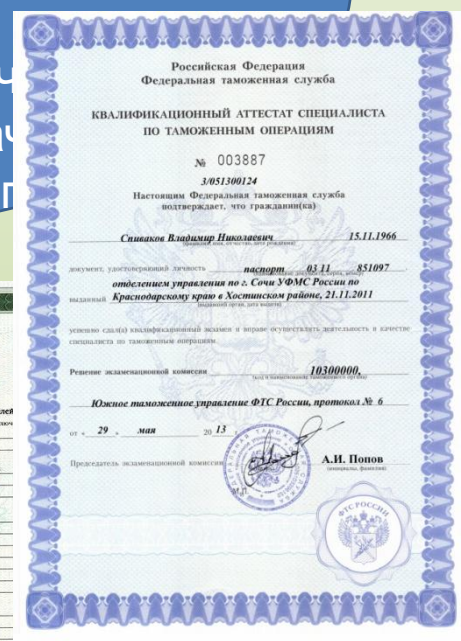 Российская Федерация
Федеральная таможенная служба
КВАЛИФИКАЦИОННЫЙ АТТЕСТАТ СПЕЦИАЛИСТА
ПО ТАМОЖЕННЫМ ОПЕРАЦИЯМ
№ 003887
3/051300124
Настоящим Федеральная таможенная служба
подтверждает, что гражданин(ка)
Спиваков Владимир Николаевич 15.11.1966
документ, удостоверяющий личность паспорт 03 11 851097
отделением управления по г. Сочи УФМС России по
выданный Краснодарскому краю в Хостинском районе, 21.11.2011
успешно сдал(а) квалификационный экзамен и вправе осуществлять деятельность в качестве
специалиста по таможенным операциям
Решение экзаменационной комиссии 10300000,
Южное таможенное управление ФТС России, протокол № 6
от « 29 » мая 20 13
Председатель экзаменационной комиссии А.И. Попов
(инициалы, фамилия)
М.П.
ФТС РОССИИ